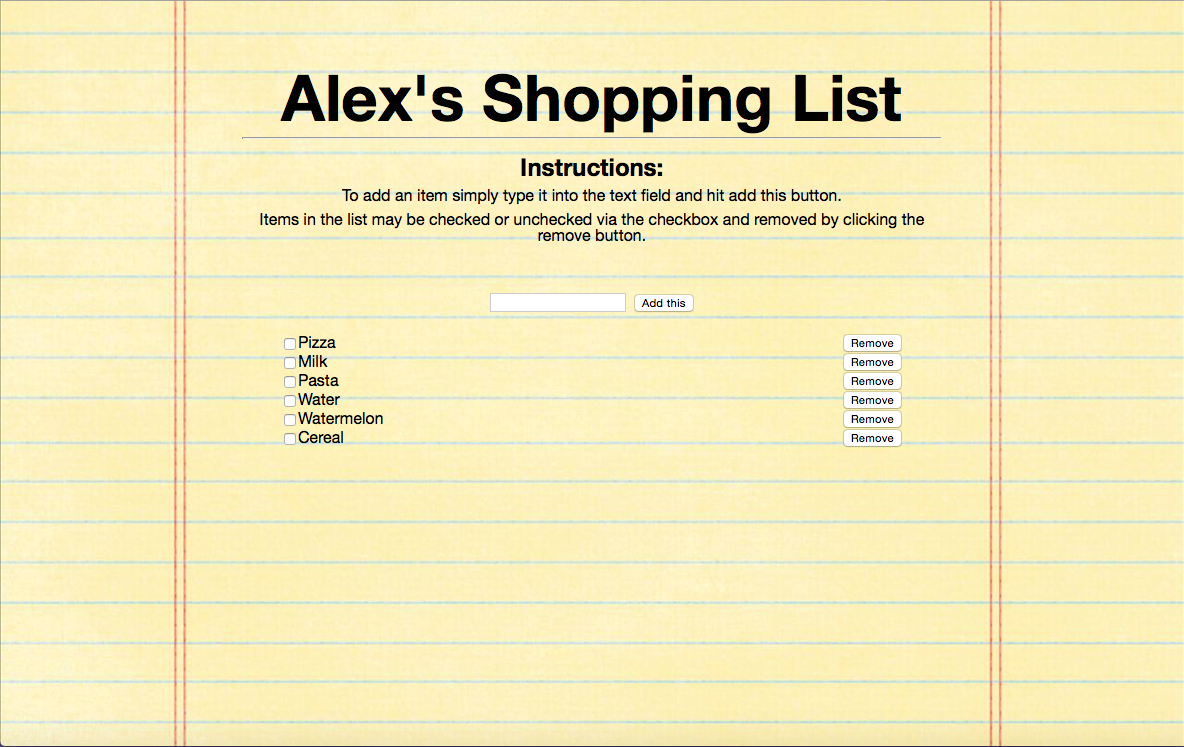 Alex's Shopping List
Instructions:
To add an item simply type it into the text field and hit add this button.
Items in the list may be checked or unchecked via the checkbox and removed by clicking the
remove button.
Add this
Pizza Remove
Milk Remove
Pasta Remove
Water Remove
Watermelon Remove
Cereal Remove